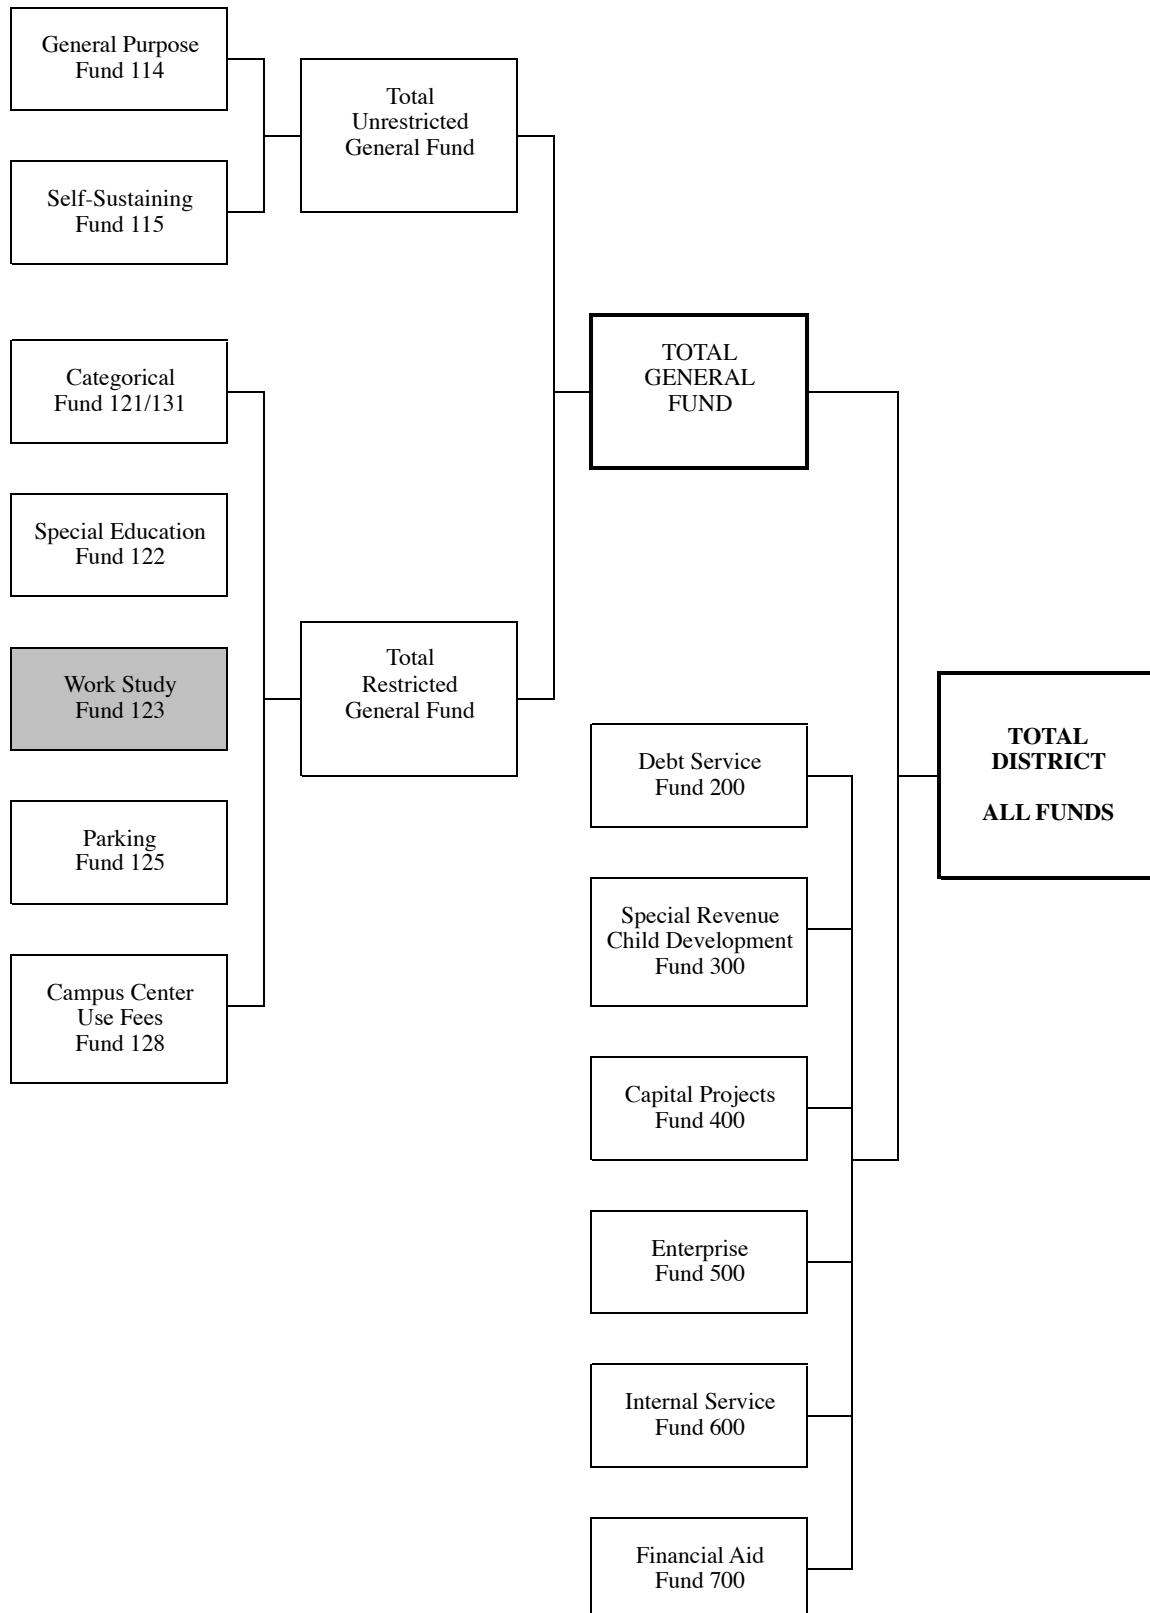 General Purpose
Fund 114
Total
Unrestricted
General Fund
Self-Sustaining
Fund 115
TOTAL
GENERAL
FUND
Categorical
Fund 121/131
Special Education
Fund 122
Work Study
Fund 123
Total
Restricted
General Fund
Parking
Fund 125
Campus Center
Use Fees
Fund 128
Debt Service
Fund 200
Special Revenue
Child Development
Fund 300
Capital Projects
Fund 400
Enterprise
Fund 500
Internal Service
Fund 600
Financial Aid
Fund 700
TOTAL
DISTRICT
ALL FUNDS